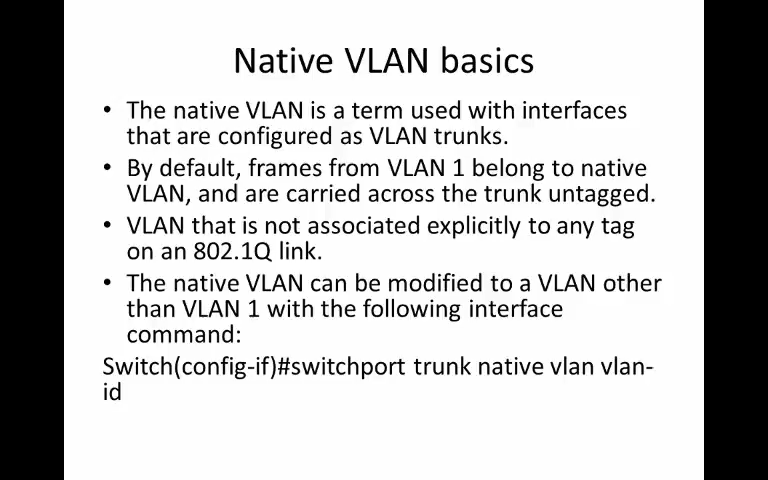 Native VLAN basics
• The native VLAN is a term used with interfaces
that are configured as VLAN trunks.
• By default, frames from VLAN 1 belong to native
VLAN, and are carried across the trunk untagged.
• VLAN that is not associated explicitly to any tag
on an 802.1Q link.
• The native VLAN can be modified to a VLAN other
than VLAN 1 with the following interface
command:
Switch(config-if)#switchport trunk native vlan vlan-
id